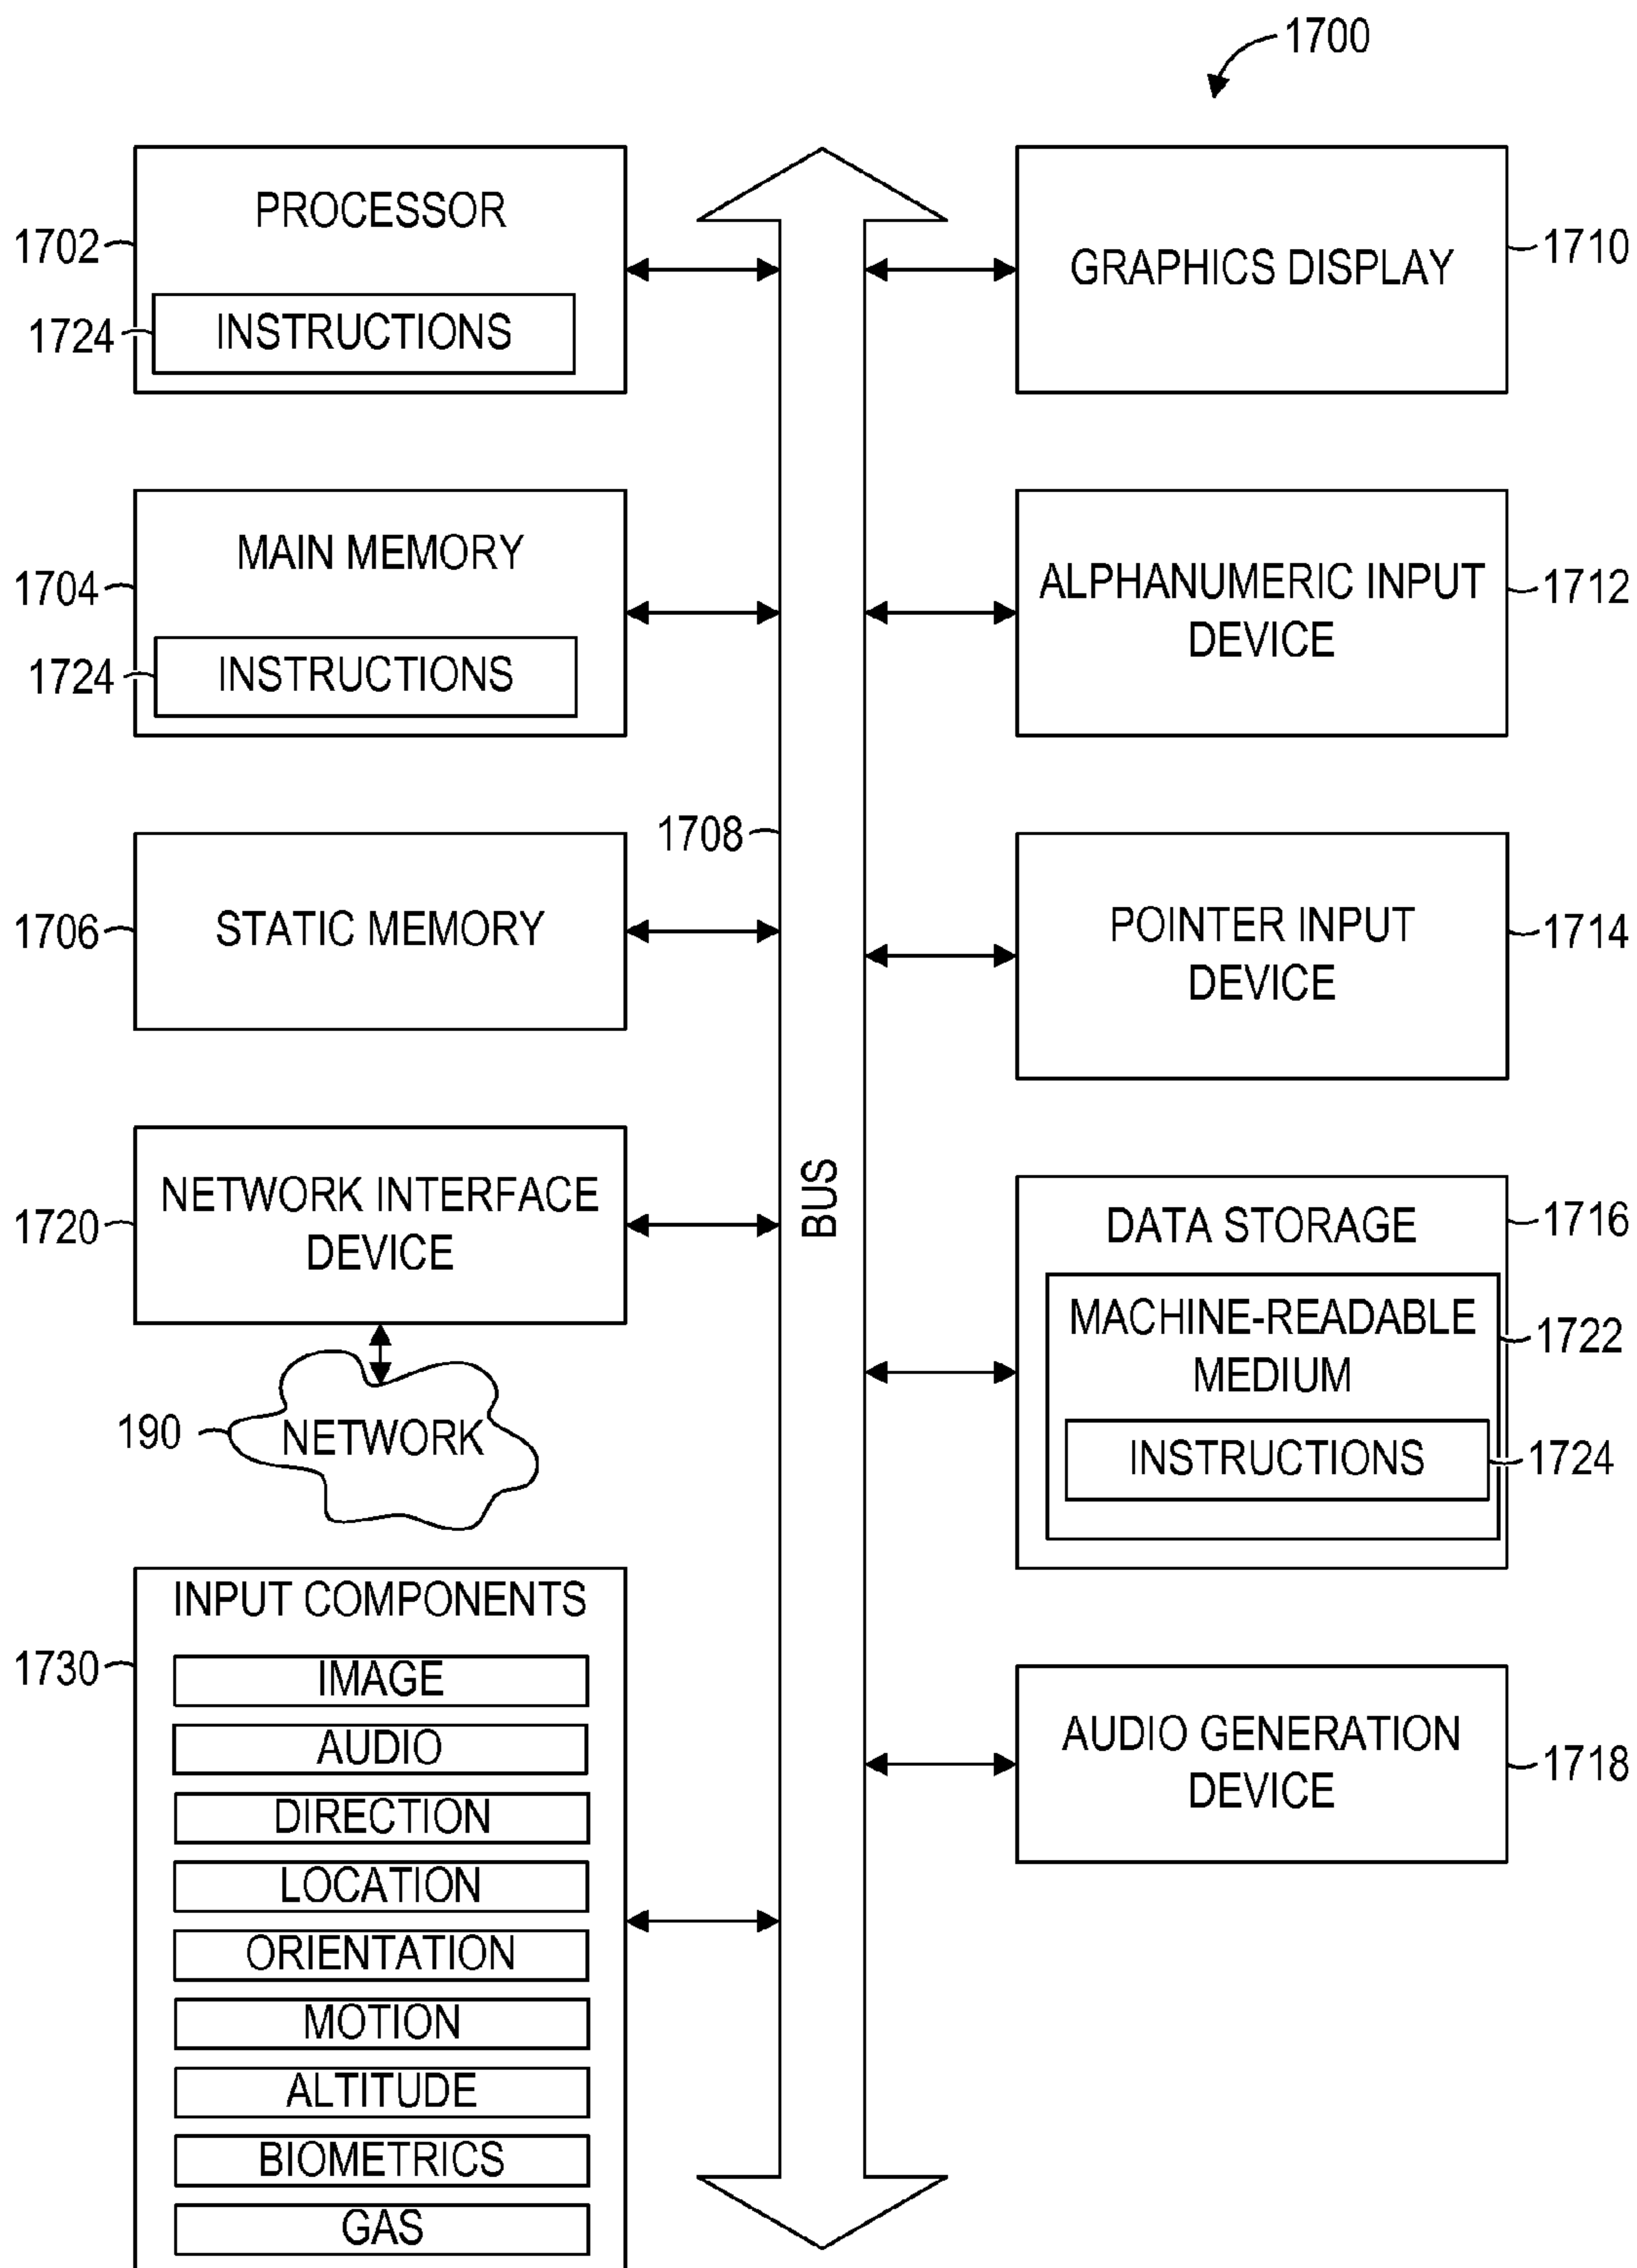 1700
PROCESSOR
1702
INSTRUCTIONS
1724
MAIN MEMORY
1704
INSTRUCTIONS
1724
STATIC MEMORY
1706
1708
BUS
NETWORK INTERFACE
DEVICE
1720
NETWORK
190
INPUT COMPONENTS
1730
IMAGE
AUDIO
DIRECTION
LOCATION
ORIENTATION
MOTION
ALTITUDE
BIOMETRICS
GAS
GRAPHICS DISPLAY
1710
ALPHANUMERIC INPUT
DEVICE
1712
POINTER INPUT
DEVICE
1714
DATA STORAGE
1716
MACHINE-READABLE
MEDIUM
1722
INSTRUCTIONS
1724
AUDIO GENERATION
DEVICE
1718